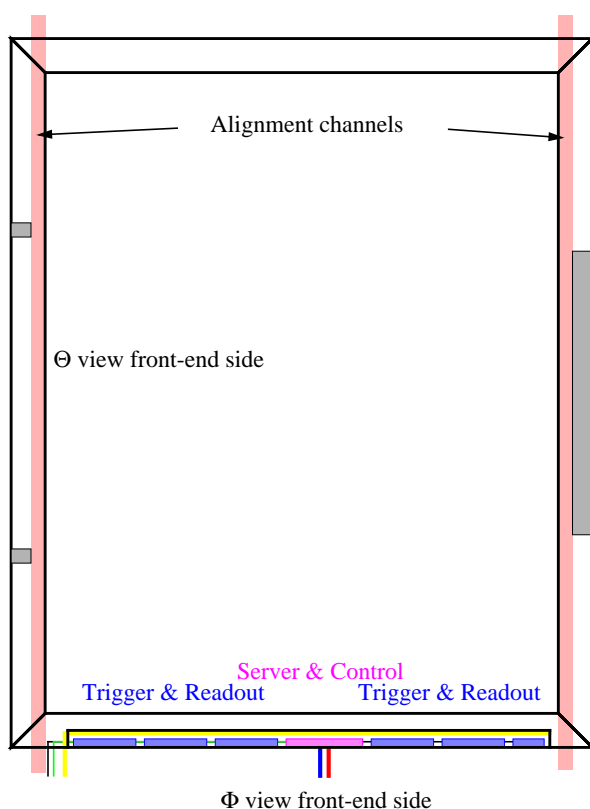 Alignment channels
Θ view front-end side
Server & Control
Trigger & Readout Trigger & Readout
Φ view front-end side